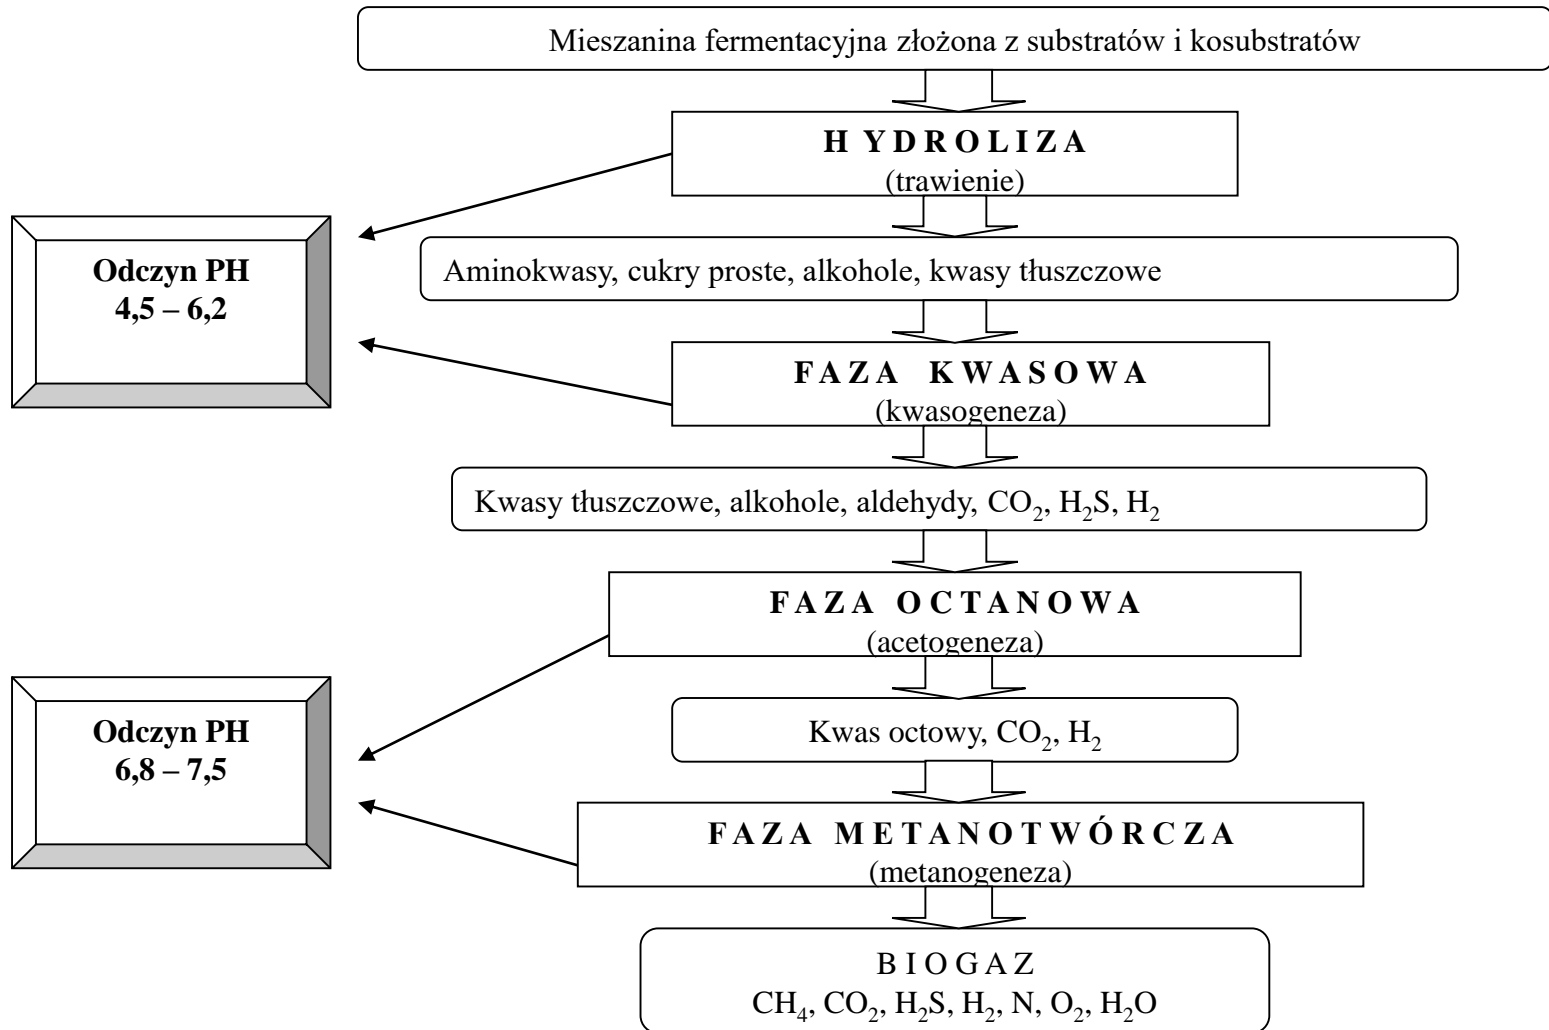 Mieszanina fermentacyjna złożona z substratów i kosubstratów
H YDROLIZA
(trawienie)
Odczyn PH
4,5 – 6,2
Aminokwasy, cukry proste, alkohole, kwasy tłuszczowe
FAZA KWASOWA
(kwasogeneza)
Kwasy tłuszczowe, alkohole, aldehydy, CO₂, H₂S, H₂
FAZA OCTANOWA
(acetogeneza)
Odczyn PH
6,8 – 7,5
Kwas octowy, CO₂, H₂
FAZA METANOTWÓRCZA
(metanogeneza)
BIOGAZ
CH₄, CO₂, H₂S, H₂, N, O₂, H₂O